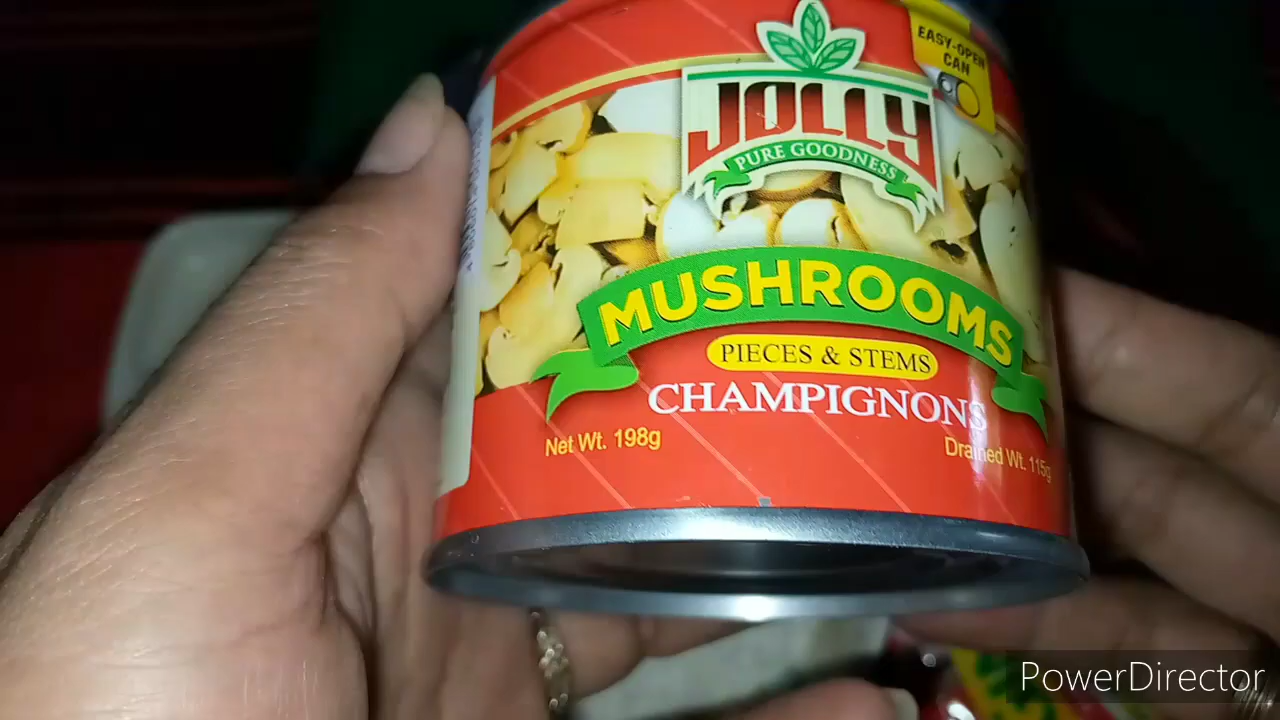 EASY-OPEN
CAN
JOLLY
PURE GOODNESS
MUSHROOMS
PIECES & STEMS
CHAMPIGNONS
Net Wt. 198g
Drained Wt. 115g
PowerDirector